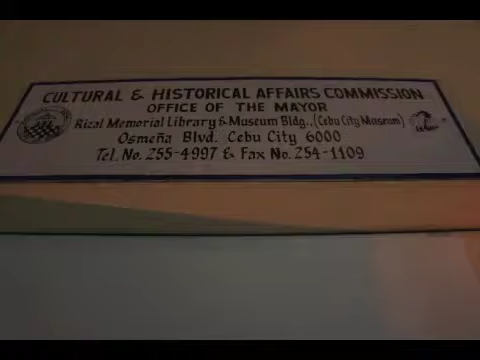 CULTURAL & HISTORICAL AFFAIRS COMMISSION
OFFICE OF THE MAYOR
Rizal Memorial Library & Museum Bldg., (Cebu City Museum)
Osmeña Blvd. Cebu City 6000
Tel. No. 255-4997 & Fax No. 254-1109